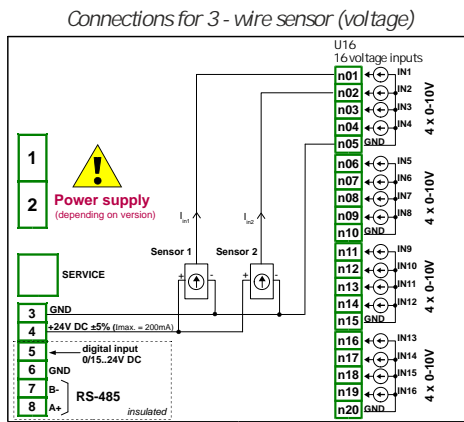 Connections for 3 - wire sensor (voltage)
U16
16 voltage inputs
n01 IN1
n02 IN2
n03 IN3
n04 IN4
n05 GND
4 x 0-10V
n06 IN5
n07 IN6
n08 IN7
n09 IN8
n10 GND
4 x 0-10V
n11 IN9
n12 IN10
n13 IN11
n14 IN12
n15 GND
4 x 0-10V
n16 IN13
n17 IN14
n18 IN15
n19 IN16
n20 GND
4 x 0-10V
1
2
!
Power supply
(depending on version)
Iin1
Iin2
Sensor 1
Sensor 2
+ -
+ -
SERVICE
3 GND
4 +24V DC ±5% (Imax. = 200mA)
5 digital input
0/15..24V DC
6 GND
7 B-
8 A+
RS-485
insulated